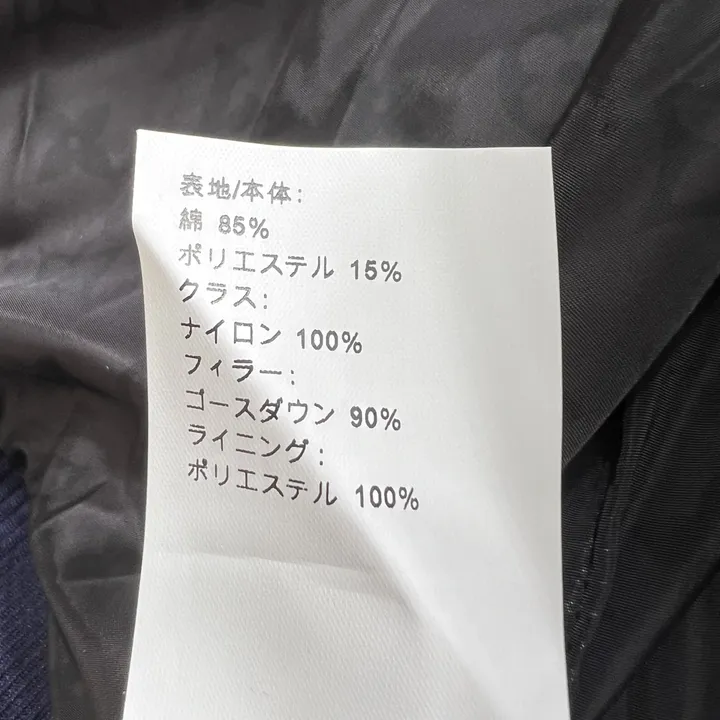 表地/本体:
綿 85%
ポリエステル 15%
クラス:
ナイロン 100%
フィラー:
ゴースダウン 90%
ライニング:
ポリエステル 100%